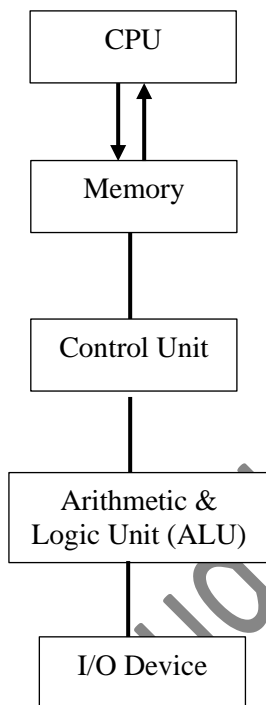 CPU
Memory
Control Unit
Arithmetic &
Logic Unit (ALU)
I/O Device